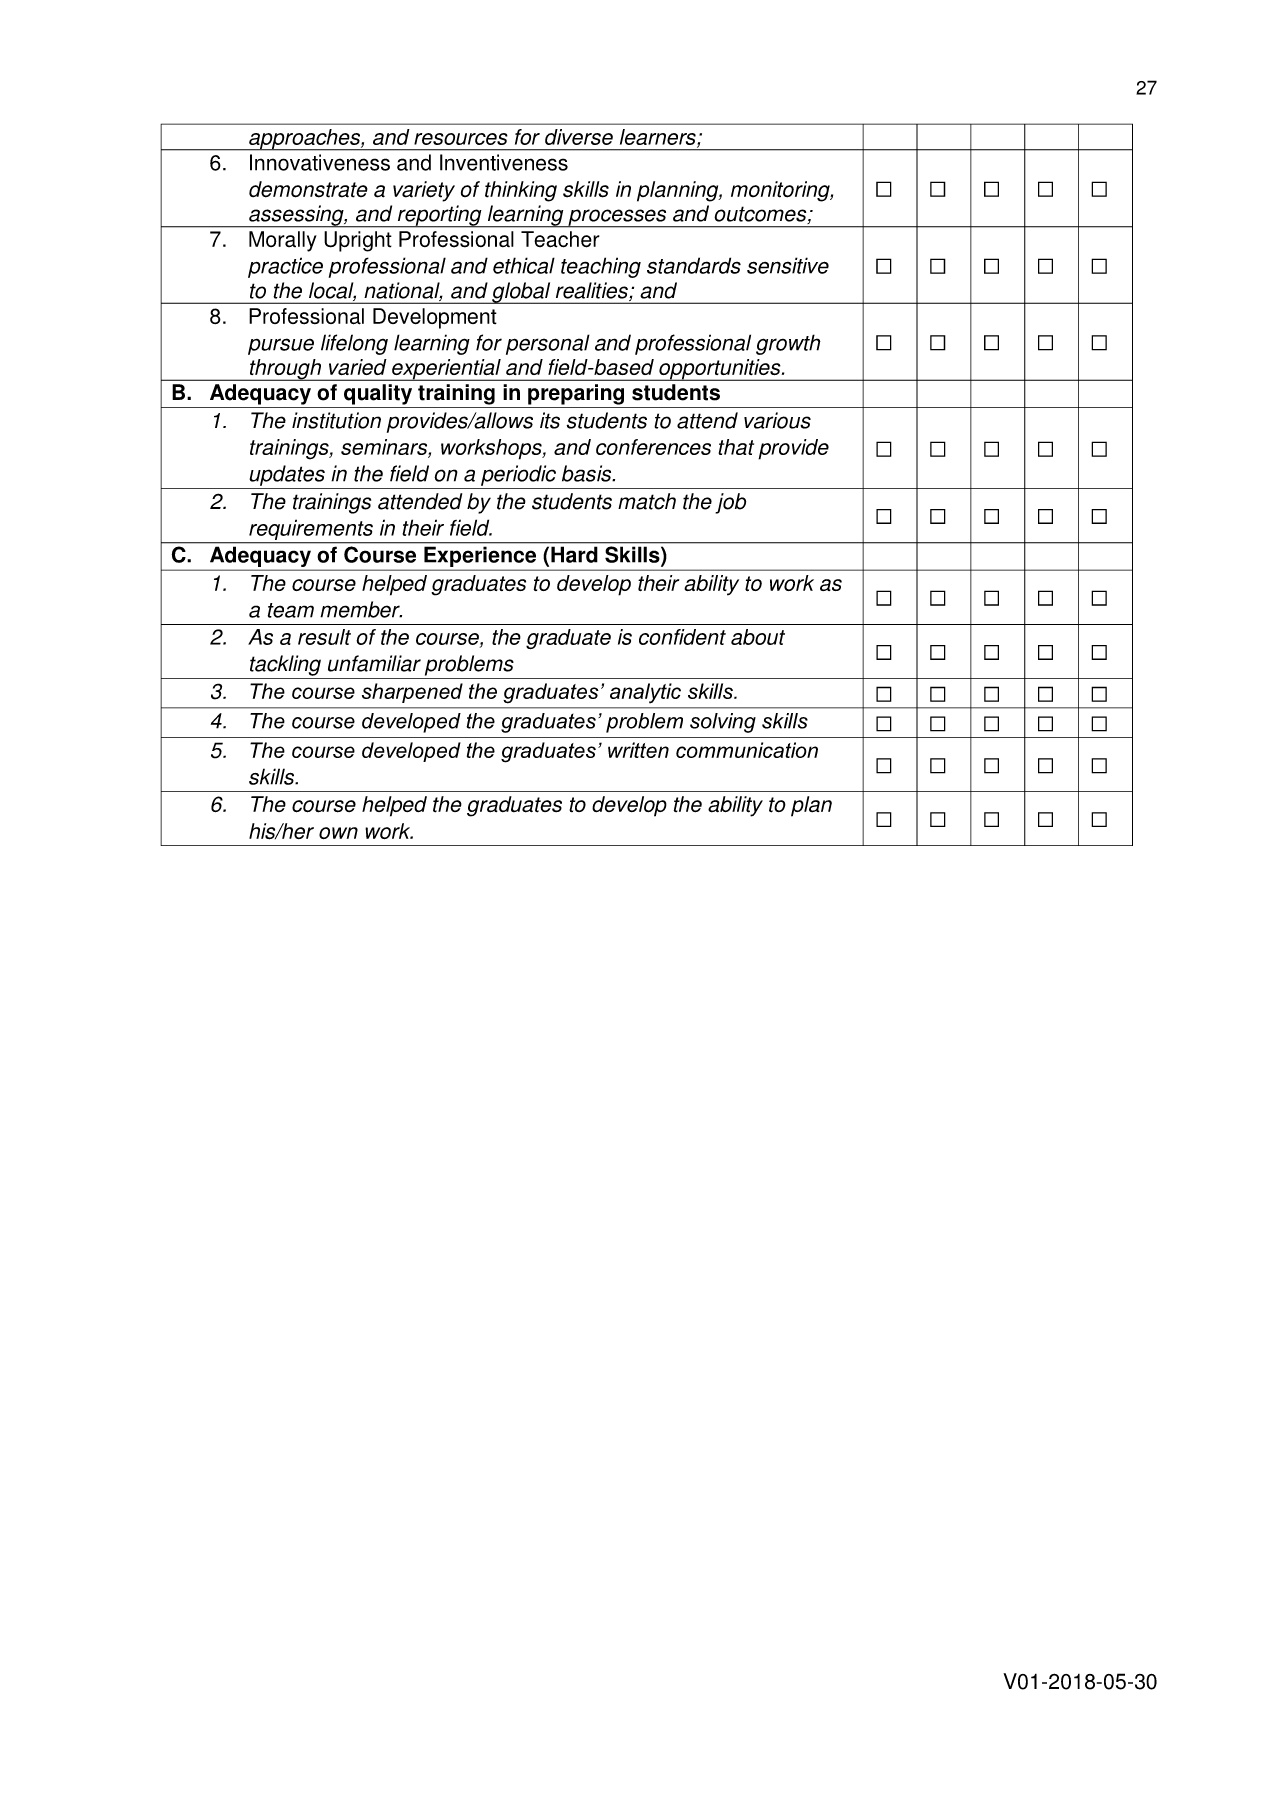 27
approaches, and resources for diverse learners;
6. Innovativeness and Inventiveness
demonstrate a variety of thinking skills in planning, monitoring,
assessing, and reporting learning processes and outcomes;
☐ ☐ ☐ ☐ ☐
7. Morally Upright Professional Teacher
practice professional and ethical teaching standards sensitive
to the local, national, and global realities; and
☐ ☐ ☐ ☐ ☐
8. Professional Development
pursue lifelong learning for personal and professional growth
through varied experiential and field-based opportunities.
☐ ☐ ☐ ☐ ☐
B. Adequacy of quality training in preparing students
1. The institution provides/allows its students to attend various
trainings, seminars, workshops, and conferences that provide
updates in the field on a periodic basis.
☐ ☐ ☐ ☐ ☐
2. The trainings attended by the students match the job
requirements in their field.
☐ ☐ ☐ ☐ ☐
C. Adequacy of Course Experience (Hard Skills)
1. The course helped graduates to develop their ability to work as
a team member.
☐ ☐ ☐ ☐ ☐
2. As a result of the course, the graduate is confident about
tackling unfamiliar problems
☐ ☐ ☐ ☐ ☐
3. The course sharpened the graduates’ analytic skills.
☐ ☐ ☐ ☐ ☐
4. The course developed the graduates’ problem solving skills
☐ ☐ ☐ ☐ ☐
5. The course developed the graduates’ written communication
skills.
☐ ☐ ☐ ☐ ☐
6. The course helped the graduates to develop the ability to plan
his/her own work.
☐ ☐ ☐ ☐ ☐
V01-2018-05-30